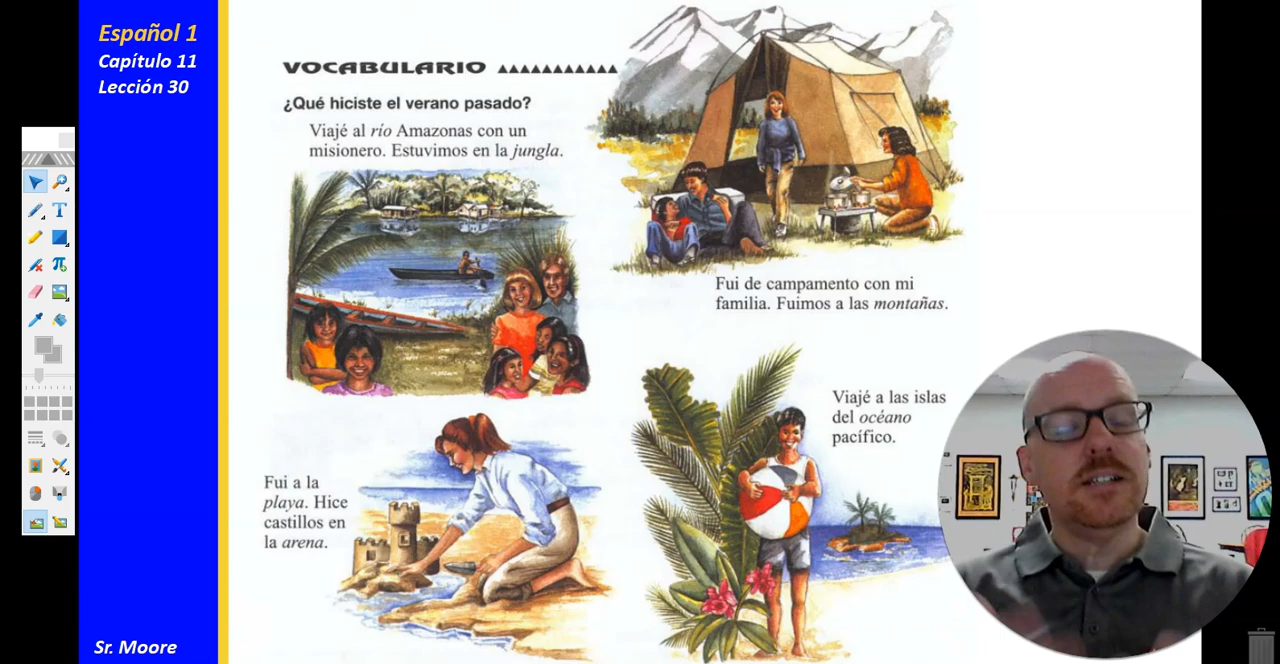 Español 1
Capítulo 11
Lección 30
VOCABULARIO
¿Qué hiciste el verano pasado?
Viajé al río Amazonas con un
misionero. Estuvimos en la jungla.
Fui de campamento con mi
familia. Fuimos a las montañas.
Viajé a las islas
del océano
pacífico.
Fui a la
playa. Hice
castillos en
la arena.
Sr. Moore